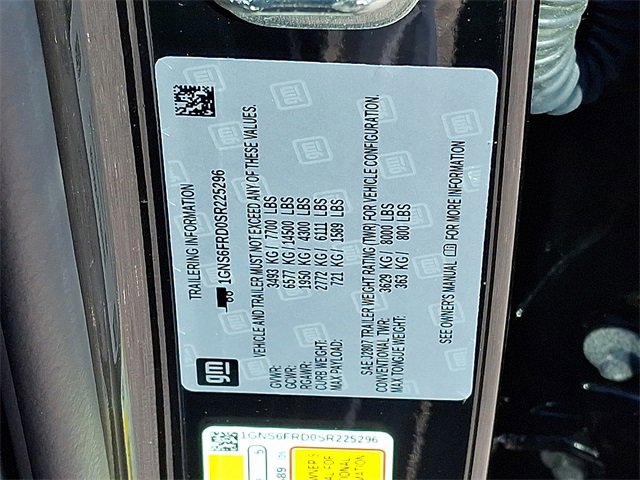 gm
TRAILERING INFORMATION
1GNS6FRD0SR225296
VEHICLE AND TRAILER MUST NOT EXCEED ANY OF THESE VALUES.
GVWR: 3493 KG / 7700 LBS
GCWR: 6577 KG / 14500 LBS
RGAWR: 1950 KG / 4300 LBS
CURB WEIGHT: 2772 KG / 6111 LBS
MAX PAYLOAD: 721 KG / 1589 LBS
SAE J2807 TRAILER WEIGHT RATING (TWR) FOR VEHICLE CONFIGURATION.
CONVENTIONAL TWR: 3629 KG / 8000 LBS
MAX TONGUE WEIGHT: 363 KG / 800 LBS
SEE OWNER'S MANUAL FOR MORE INFORMATION
1GNS6FRD0SR225296
5
OWNER'S
FOR